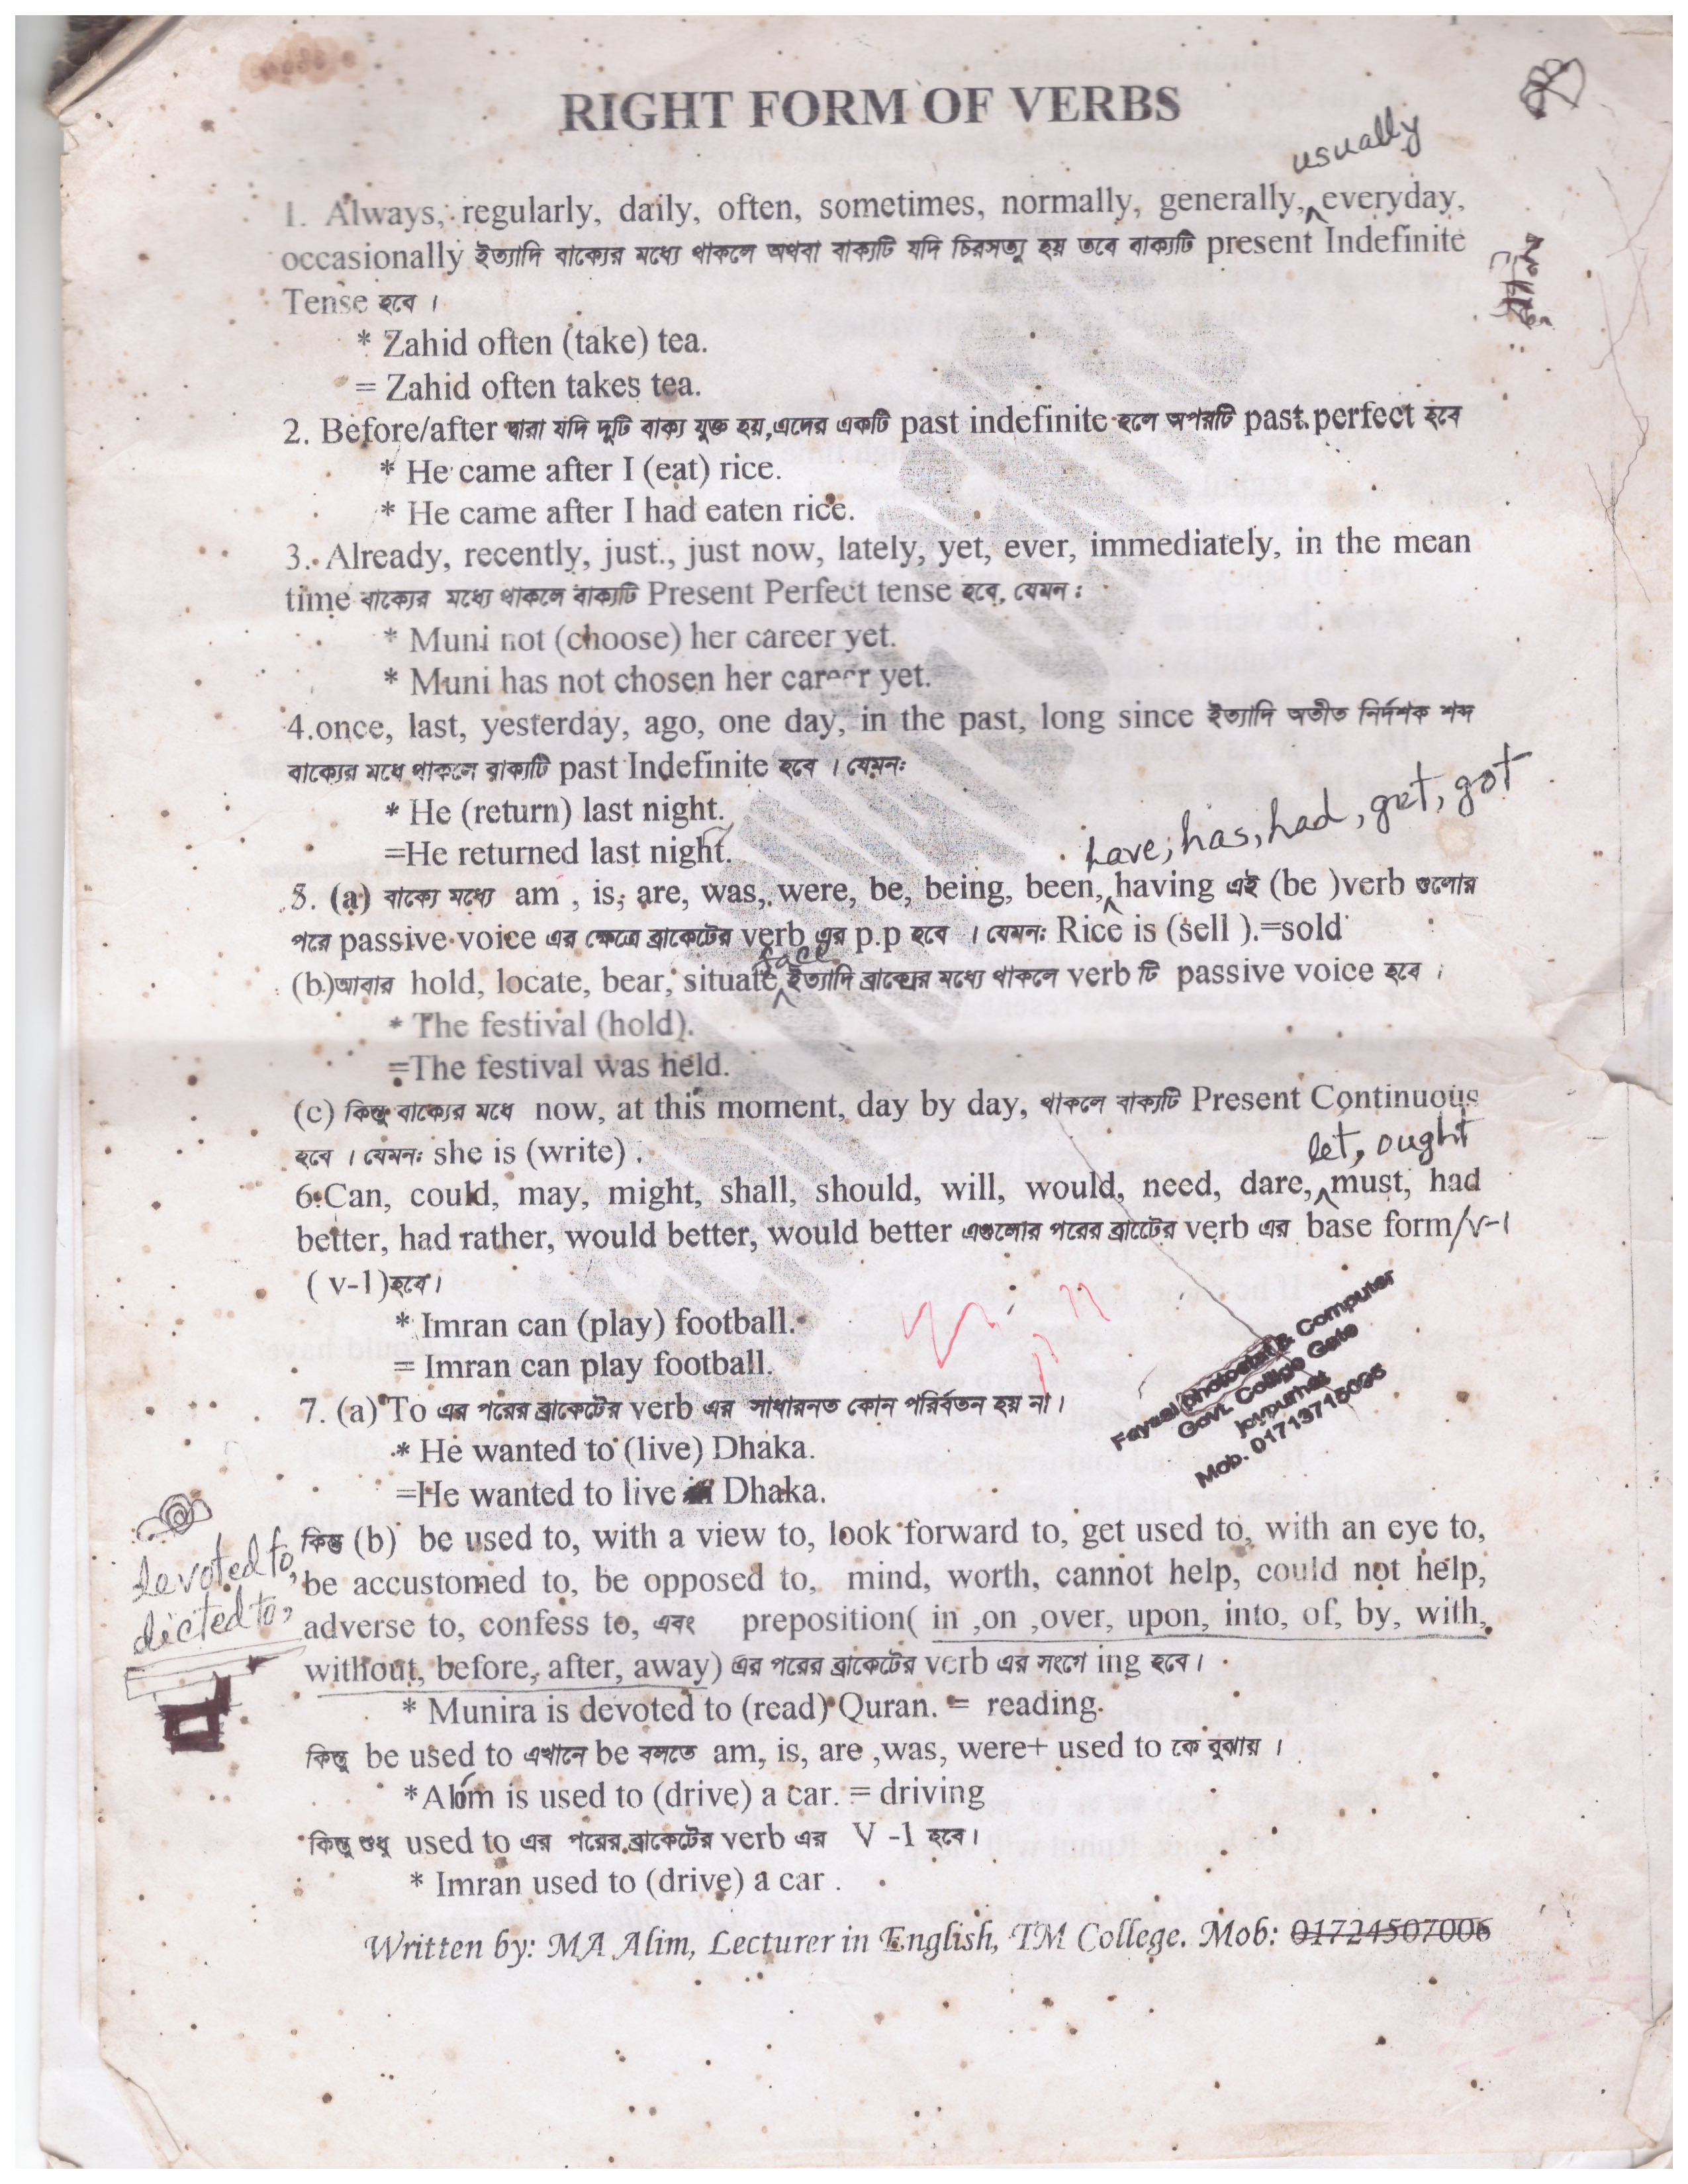 RIGHT FORM OF VERBS
usually
1. Always, regularly, daily, often, sometimes, normally, generally, everyday,
occasionally ইত্যাদি বাক্যের মধ্যে থাকলে অথবা বাক্যটি যদি চিরসত্য হয় তবে বাক্যটি present Indefinite
Tense হবে ।
* Zahid often (take) tea.
= Zahid often takes tea.
2. Before/after দ্বারা যদি দুটি বাক্য যুক্ত হয়,এদের একটি past indefinite হলে অপরটি past perfect হবে
* He came after I (eat) rice.
* He came after I had eaten rice.
3. Already, recently, just., just now, lately, yet, ever, immediately, in the mean
time বাক্যের মধ্যে থাকলে বাক্যটি Present Perfect tense হবে, যেমন :
* Muni not (choose) her career yet.
* Muni has not chosen her career yet.
4.once, last, yesterday, ago, one day, in the past, long since ইত্যাদি অতীত নির্দশক শব্দ
বাক্যের মধে থাকলে বাক্যটি past Indefinite হবে । যেমনঃ
* He (return) last night.
=He returned last night.
have, has, had, get, got
5. (a) বাক্যে মধ্যে am , is, are, was, were, be, being, been, having এই (be )verb গুলোর
পরে passive voice এর ক্ষেত্রে ব্রাকেটের verb এর p.p হবে । যেমনঃ Rice is (sell ).=sold
face
(b)আবার hold, locate, bear, situate ইত্যাদি বাক্যের মধ্যে থাকলে verb টি passive voice হবে ।
* The festival (hold).
=The festival was held.
(c) কিন্তু বাক্যের মধে now, at this moment, day by day, থাকলে বাক্যটি Present Continuous
হবে । যেমনঃ she is (write) .
let, ought
6.Can, could, may, might, shall, should, will, would, need, dare, must, had
better, had rather, would better, would better এগুলোর পরের ব্রাটের verb এর base form/v-1
( v-1)হবে।
* Imran can (play) football.
= Imran can play football.
Faysal photostat & Computer
Govt. College Gate
joypurhat
Mob. 01713715095
7. (a) To এর পরের ব্রাকেটের verb এর সাধারনত কোন পরির্বতন হয় না।
* He wanted to (live) Dhaka.
=He wanted to live in Dhaka.
devoted to,
dicted to,
কিন্তু (b) be used to, with a view to, look forward to, get used to, with an eye to,
be accustomed to, be opposed to, mind, worth, cannot help, could not help,
adverse to, confess to, এবং preposition( in ,on ,over, upon, into, of, by, with,
without, before, after, away) এর পরের ব্রাকেটের verb এর সংগে ing হবে।
* Munira is devoted to (read) Quran. = reading.
কিন্তু be used to এখানে be বলতে am, is, are ,was, were+ used to কে বুঝায় ।
*Alim is used to (drive) a car. = driving
কিন্তু শুধু used to এর পরের ব্রাকেটের verb এর V -1 হবে।
* Imran used to (drive) a car .
Written by: MA Alim, Lecturer in English, TM College. Mob: 01724507006